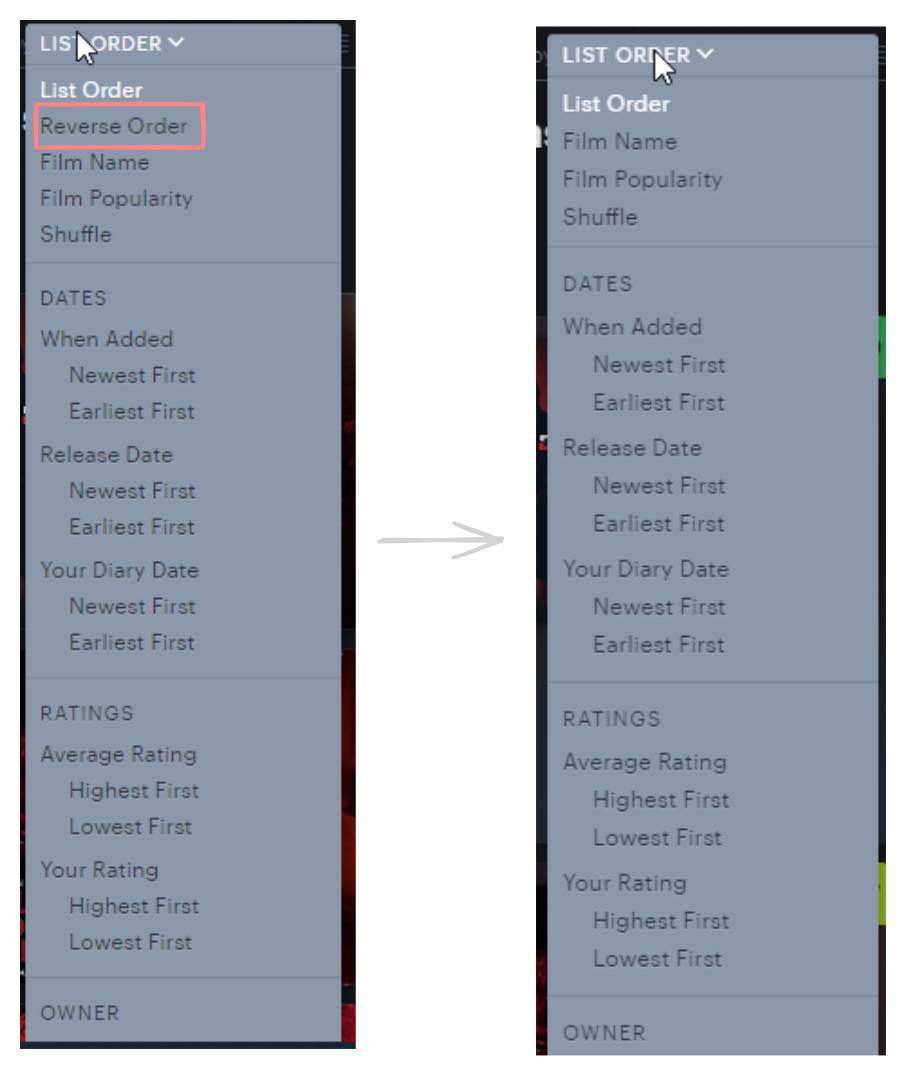 LIST ORDER
List Order
Reverse Order
Film Name
Film Popularity
Shuffle
DATES
When Added
Newest First
Earliest First
Release Date
Newest First
Earliest First
Your Diary Date
Newest First
Earliest First
RATINGS
Average Rating
Highest First
Lowest First
Your Rating
Highest First
Lowest First
OWNER
LIST ORDER
List Order
Film Name
Film Popularity
Shuffle
DATES
When Added
Newest First
Earliest First
Release Date
Newest First
Earliest First
Your Diary Date
Newest First
Earliest First
RATINGS
Average Rating
Highest First
Lowest First
Your Rating
Highest First
Lowest First
OWNER